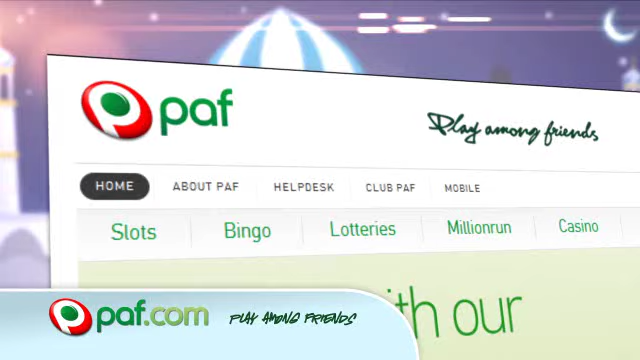 paf
Play among friends
HOME ABOUT PAF HELPDESK CLUB PAF MOBILE
Slots Bingo Lotteries Millionrun Casino
with our
paf.com PLAY AMONG FRIENDS